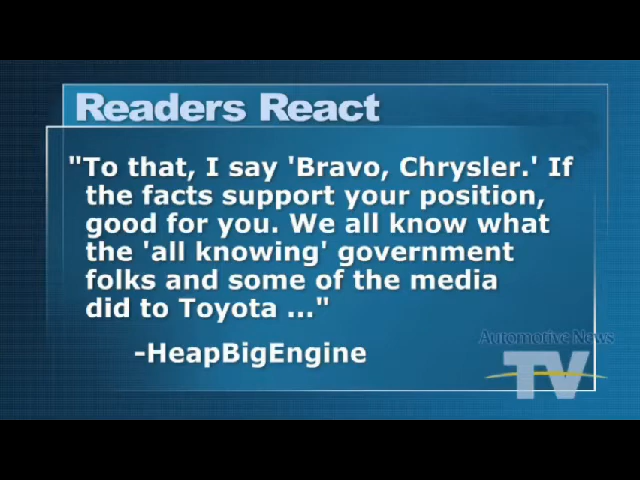 Readers React
"To that, I say 'Bravo, Chrysler.' If
the facts support your position,
good for you. We all know what
the 'all knowing' government
folks and some of the media
did to Toyota ..."
-HeapBigEngine
Automotive News
TV